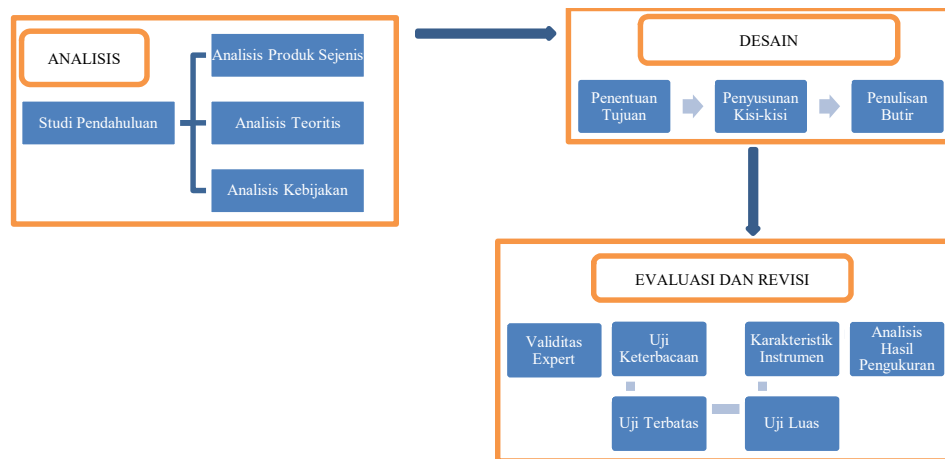 ANALISIS
Analisis Produk Sejenis
Studi Pendahuluan
Analisis Teoritis
Analisis Kebijakan
DESAIN
Penentuan
Tujuan
Penyusunan
Kisi-kisi
Penulisan
Butir
EVALUASI DAN REVISI
Validitas
Expert
Uji
Keterbacaan
Uji Terbatas
Uji Luas
Karakteristik
Instrumen
Analisis
Hasil
Pengukuran